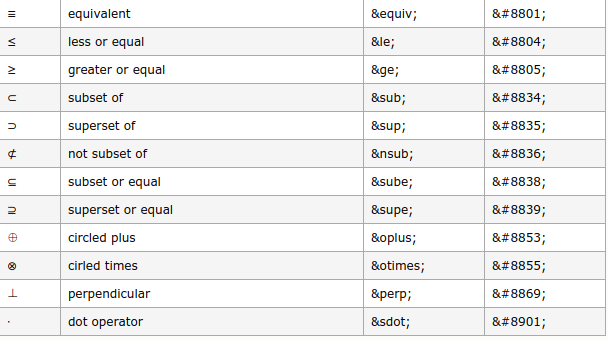 ≡ equivalent &equiv; &#8801;
≤ less or equal &le; &#8804;
≥ greater or equal &ge; &#8805;
⊂ subset of &sub; &#8834;
⊃ superset of &sup; &#8835;
⊄ not subset of &nsub; &#8836;
⊆ subset or equal &sube; &#8838;
⊇ superset or equal &supe; &#8839;
⊕ circled plus &oplus; &#8853;
⊗ cirled times &otimes; &#8855;
⊥ perpendicular &perp; &#8869;
⋅ dot operator &sdot; &#8901;